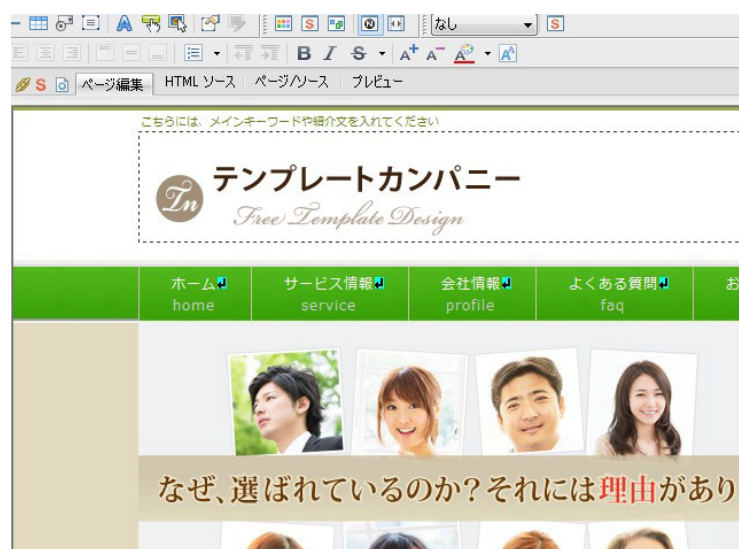 なし
S
B I S A+ A- A A
S ページ編集 HTML ソース ページ/ソース プレビュー
こちらには、メインキーワードや紹介文を入れてください
Tn テンプレートカンパニー
Free Template Design
ホーム サービス情報 会社情報 よくある質問 お
home service profile faq
なぜ、選ばれているのか?それには理由があり